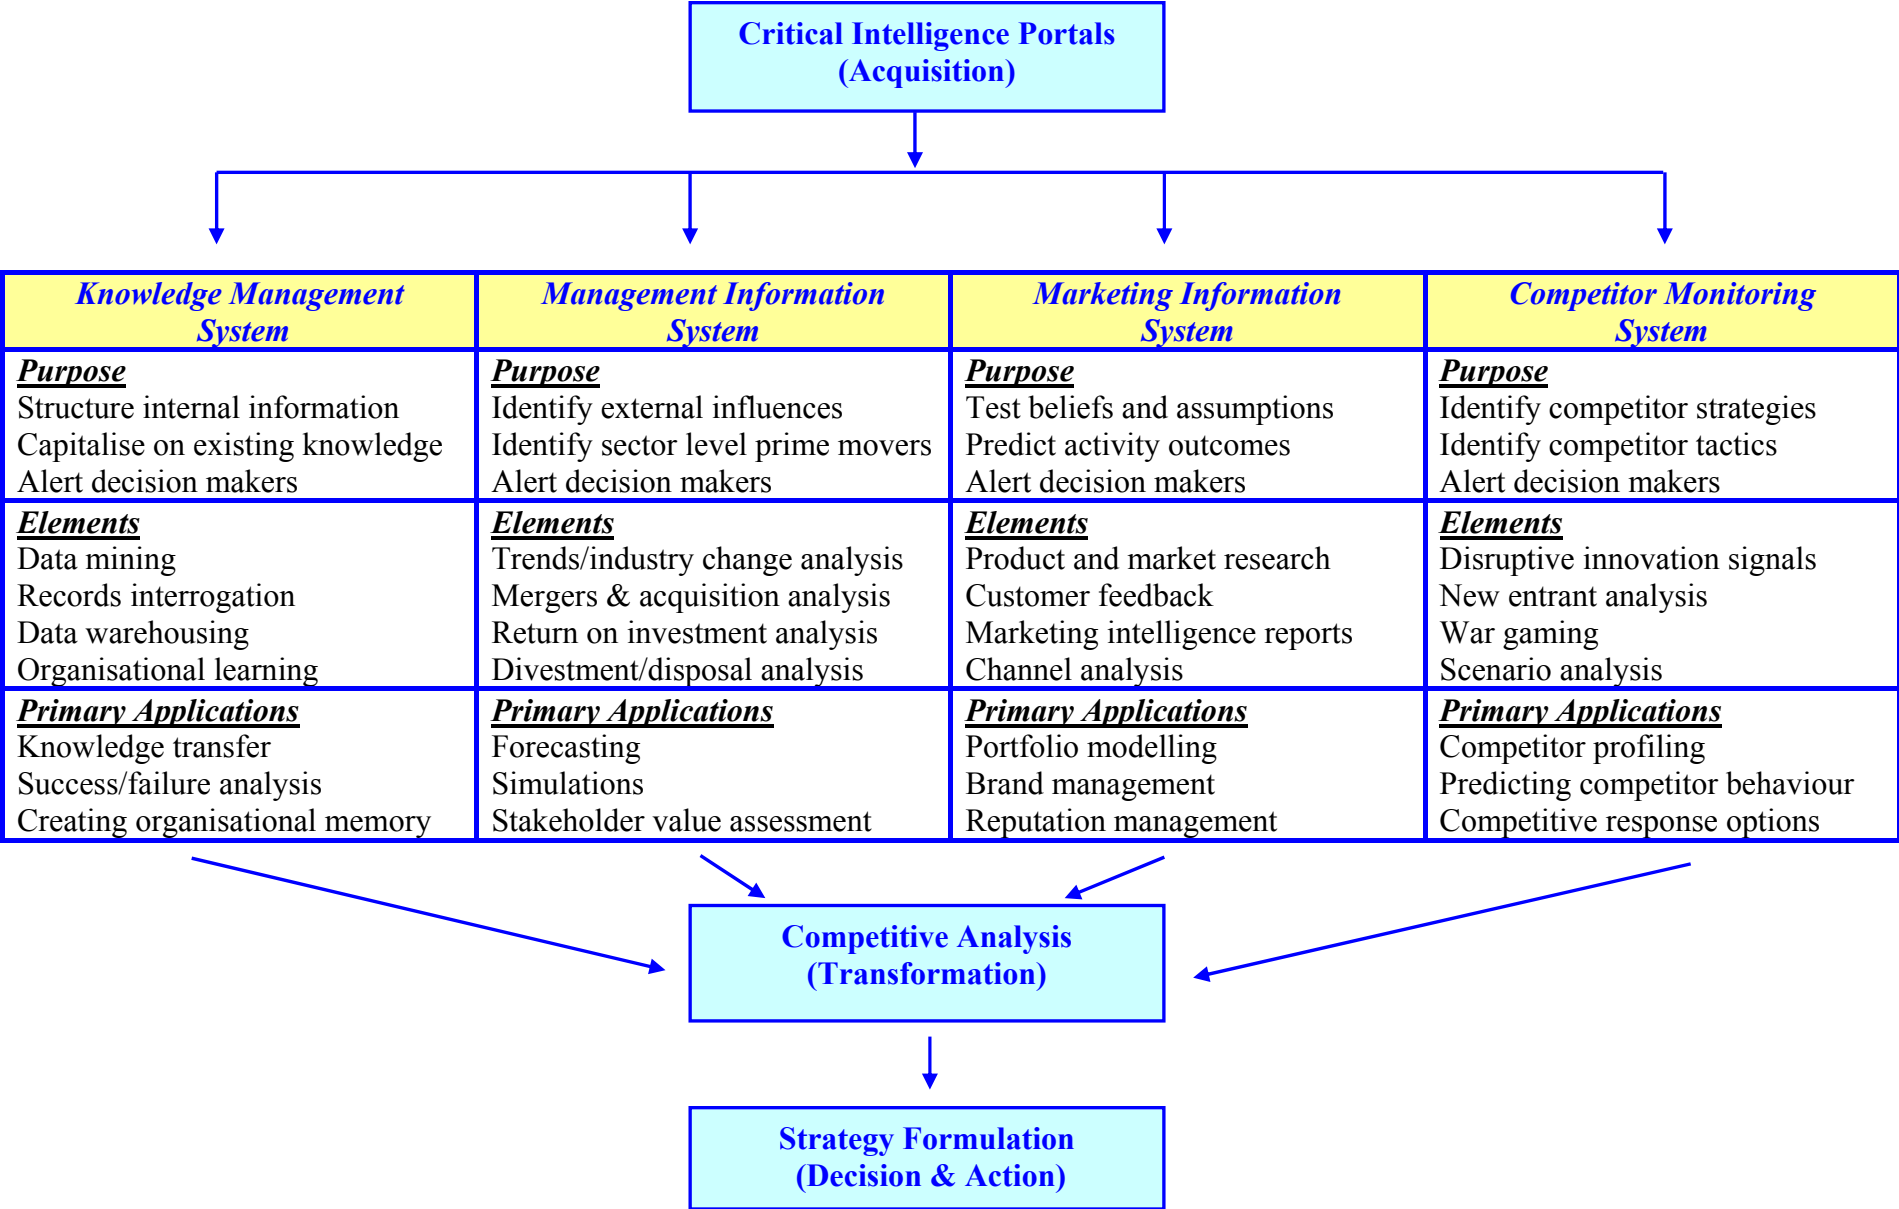 Critical Intelligence Portals
(Acquisition)
Knowledge Management
System
Purpose
Structure internal information
Capitalise on existing knowledge
Alert decision makers
Elements
Data mining
Records interrogation
Data warehousing
Organisational learning
Primary Applications
Knowledge transfer
Success/failure analysis
Creating organisational memory
Management Information
System
Purpose
Identify external influences
Identify sector level prime movers
Alert decision makers
Elements
Trends/industry change analysis
Mergers & acquisition analysis
Return on investment analysis
Divestment/disposal analysis
Primary Applications
Forecasting
Simulations
Stakeholder value assessment
Marketing Information
System
Purpose
Test beliefs and assumptions
Predict activity outcomes
Alert decision makers
Elements
Product and market research
Customer feedback
Marketing intelligence reports
Channel analysis
Primary Applications
Portfolio modelling
Brand management
Reputation management
Competitor Monitoring
System
Purpose
Identify competitor strategies
Identify competitor tactics
Alert decision makers
Elements
Disruptive innovation signals
New entrant analysis
War gaming
Scenario analysis
Primary Applications
Competitor profiling
Predicting competitor behaviour
Competitive response options
Competitive Analysis
(Transformation)
Strategy Formulation
(Decision & Action)